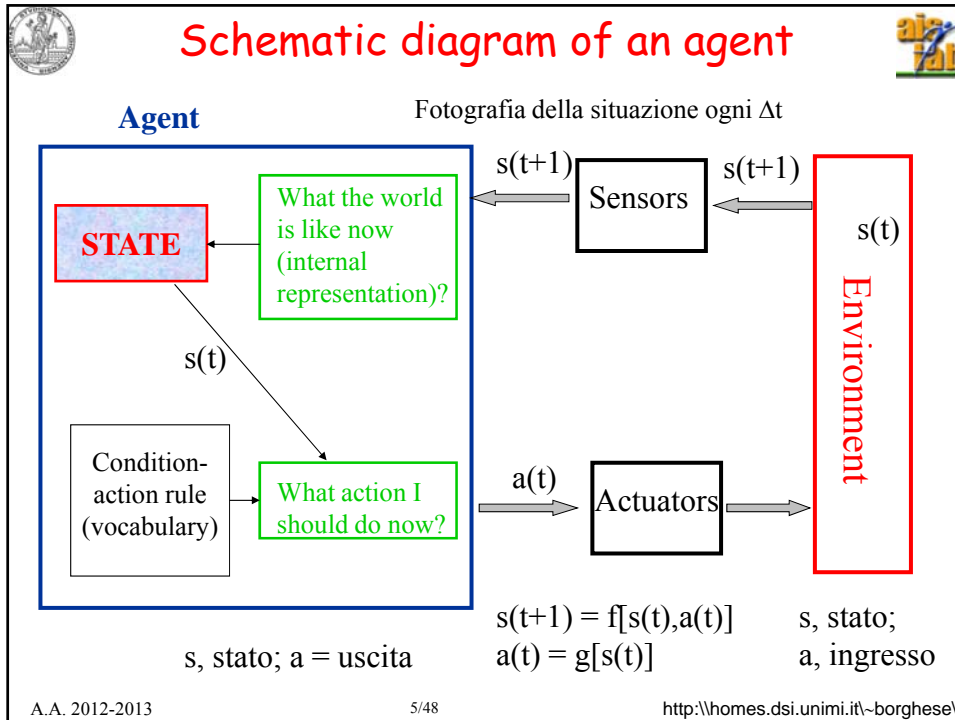 Schematic diagram of an agent
Agent
Fotografia della situazione ogni Δt
s(t+1)
s(t+1)
What the world
is like now
(internal
representation)?
STATE
Sensors
s(t)
Environment
s(t)
Condition-
action rule
(vocabulary)
What action I
should do now?
a(t)
Actuators
s, stato; a = uscita
s(t+1) = f[s(t),a(t)]
a(t) = g[s(t)]
s, stato;
a, ingresso
A.A. 2012-2013
5/48
http:\\homes.dsi.unimi.it\~borghese\